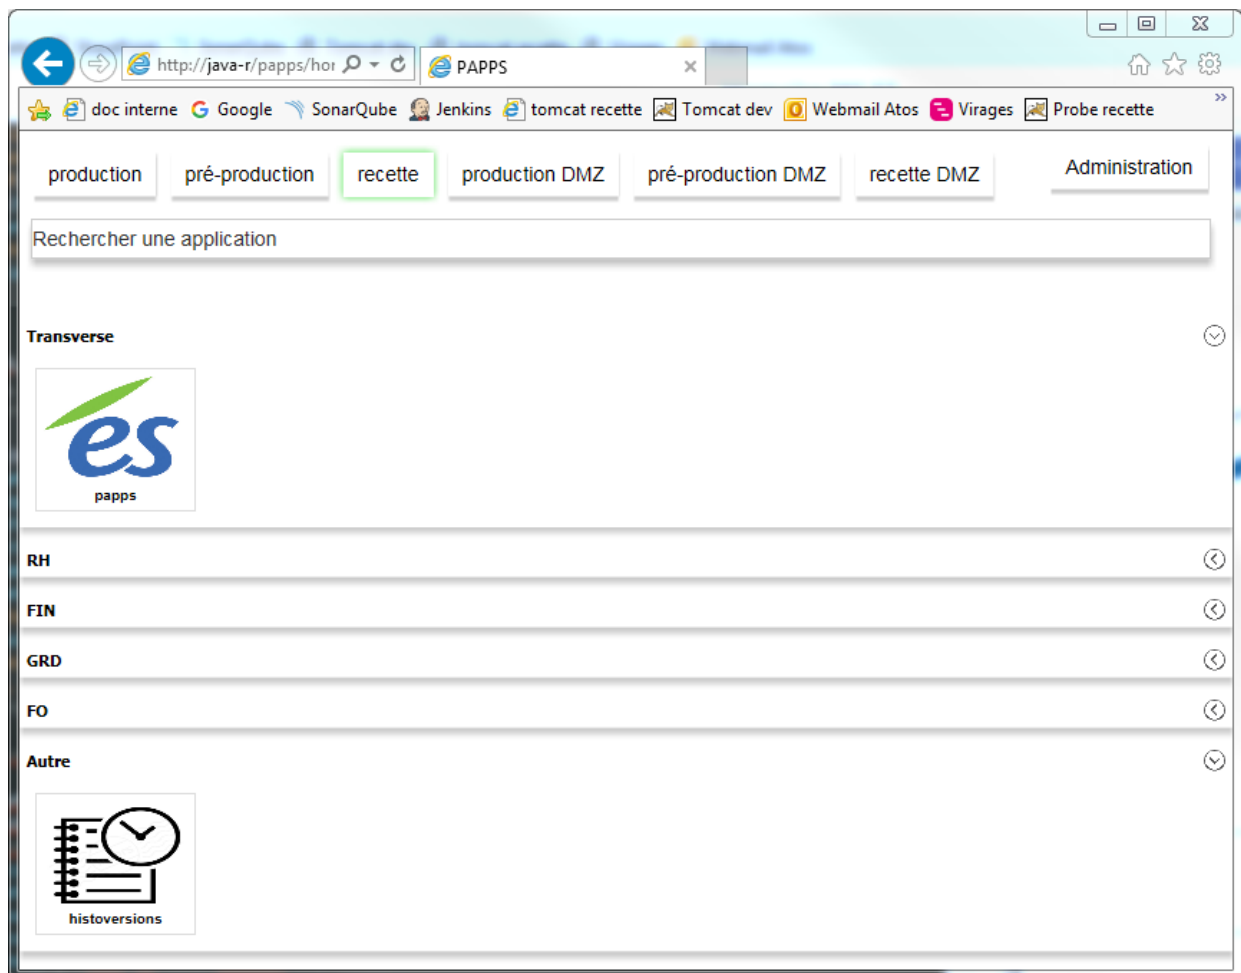 http://java-r/papps/hor
PAPPS
doc interne Google SonarQube Jenkins tomcat recette Tomcat dev Webmail Atos Virages Probe recette
production pré-production recette production DMZ pré-production DMZ recette DMZ Administration
Rechercher une application
Transverse
es
papps
RH
FIN
GRD
FO
Autre
histoversions